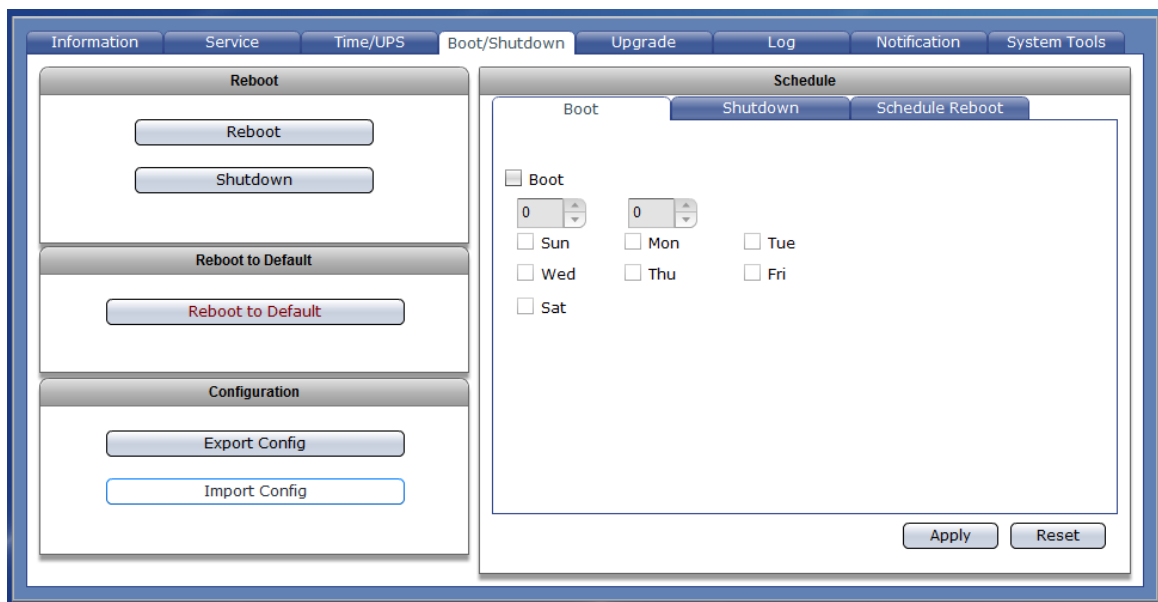 Information Service Time/UPS Boot/Shutdown Upgrade Log Notification System Tools
Reboot
Reboot
Shutdown
Reboot to Default
Reboot to Default
Configuration
Export Config
Import Config
Schedule
Boot Shutdown Schedule Reboot
Boot
0 0
Sun Mon Tue
Wed Thu Fri
Sat
Apply Reset